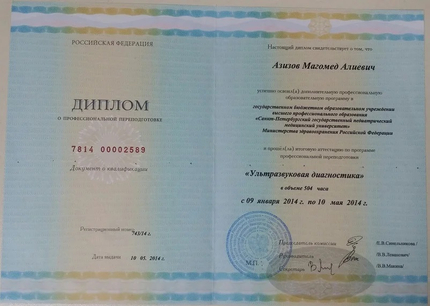 РОССИЙСКАЯ ФЕДЕРАЦИЯ
ДИПЛОМ
О ПРОФЕССИОНАЛЬНОЙ ПЕРЕПОДГОТОВКЕ
7814 00002589
Документ о квалификации
Регистрационный номер 743/14 г.
Дата выдачи 10. 05. 2014 г.
Настоящий диплом свидетельствует о том, что
Азизов Магомед Алиевич
успешно освоил(а) дополнительную профессиональную
образовательную программу в
государственном бюджетном образовательном учреждении
высшего профессионального образования
«Санкт-Петербургский государственный педиатрический
медицинский университет»
Министерства здравоохранения Российской Федерации
и прошёл(ла) итоговую аттестацию по программе
профессиональной переподготовки
«Ультразвуковая диагностика»
в объеме 504 часа
с 09 января 2014 г. по 10 мая 2014 г.
Председатель комиссии
Руководитель
Секретарь
М.П.